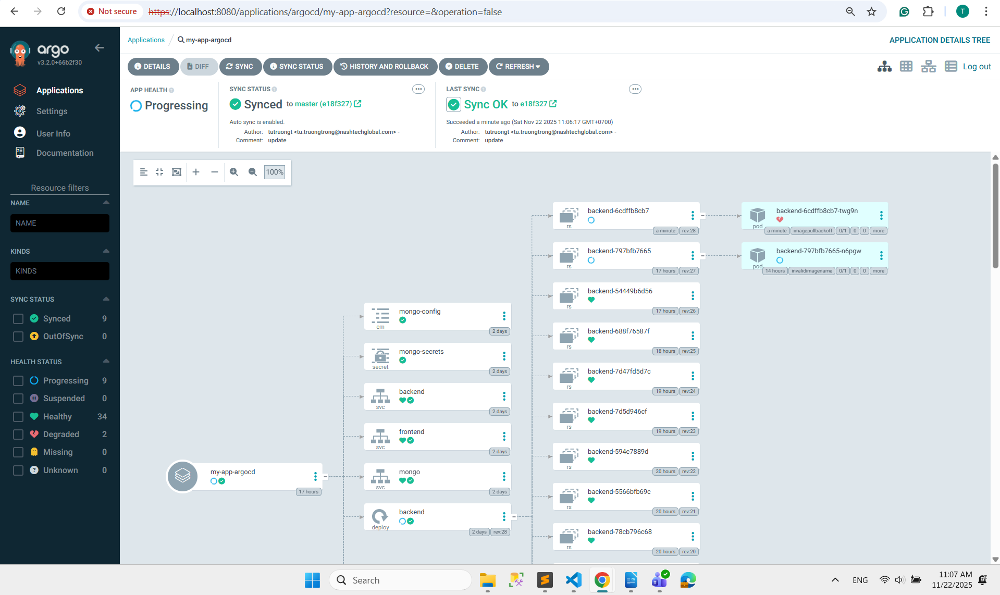 Not secure
https://localhost:8080/applications/argocd/my-app-argocd?resource=&operation=false
T
argo
v3.2.0+66b2f30
Applications
Settings
User Info
Documentation
Resource filters
NAME
NAME
KINDS
KINDS
SYNC STATUS
Synced 9
OutOfSync 0
HEALTH STATUS
Progressing 9
Suspended 0
Healthy 34
Degraded 2
Missing 0
Unknown 0
Applications / my-app-argocd
APPLICATION DETAILS TREE
DETAILS DIFF SYNC SYNC STATUS HISTORY AND ROLLBACK DELETE REFRESH
Log out
APP HEALTH
Progressing
SYNC STATUS
Synced to master (e18f327)
Auto sync is enabled.
Author: tutruongt <tu.truongtrong@nashtechglobal.com> -
Comment: update
LAST SYNC
Sync OK to e18f327
Succeeded a minute ago (Sat Nov 22 2025 11:06:17 GMT+0700)
Author: tutruongt <tu.truongtrong@nashtechglobal.com> -
Comment: update
100%
my-app-argocd
17 hours
mongo-config
cm
2 days
mongo-secrets
secret
2 days
backend
svc
2 days
frontend
svc
2 days
mongo
svc
2 days
backend
deploy
2 days rev:28
backend-6cdffb8cb7
rs
a minute rev:28
backend-797bfb7665
rs
17 hours rev:27
backend-54449b6d56
rs
17 hours rev:26
backend-688f76587f
rs
18 hours rev:25
backend-7d47fd5d7c
rs
19 hours rev:24
backend-7d5d946cf
rs
19 hours rev:23
backend-594c7889d
rs
20 hours rev:22
backend-5566bfb69c
rs
20 hours rev:21
backend-78cb796c68
rs
20 hours rev:20
backend-6cdffb8cb7-twg9n
pod
a minute imagepullbackoff 0/1 0 0 more
backend-797bfb7665-n6pgw
pod
14 hours invalidimagename 0/1 0 0 more
Search
ENG
11:07 AM
11/22/2025